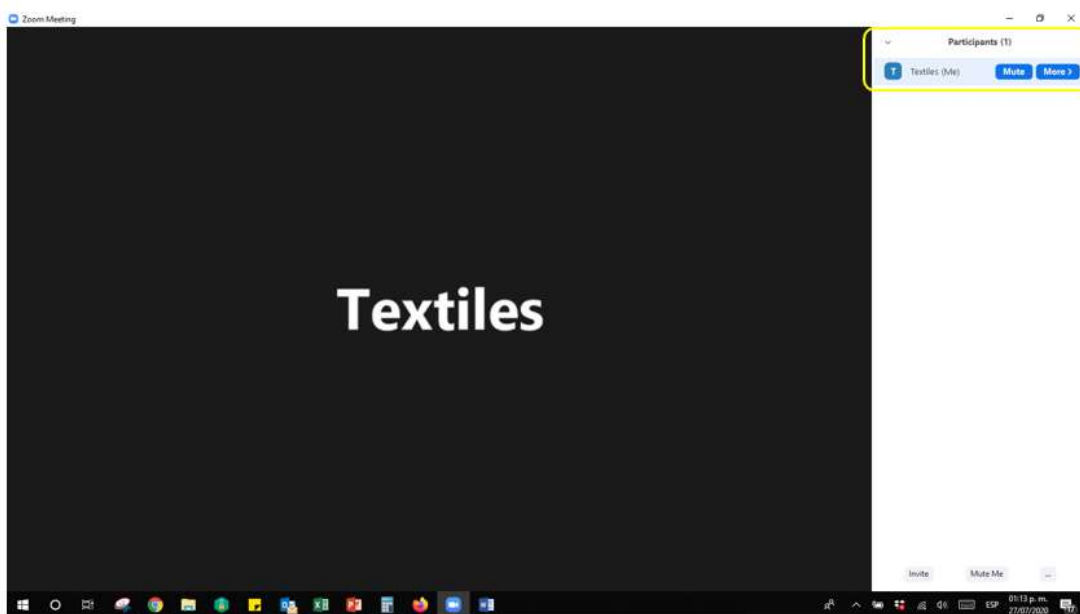 Zoom Meeting
Participants (1)
T Textiles (Me) Mute More >
Textiles
Invite Mute Me ...
ESP 01:13 p. m.
27/07/2020